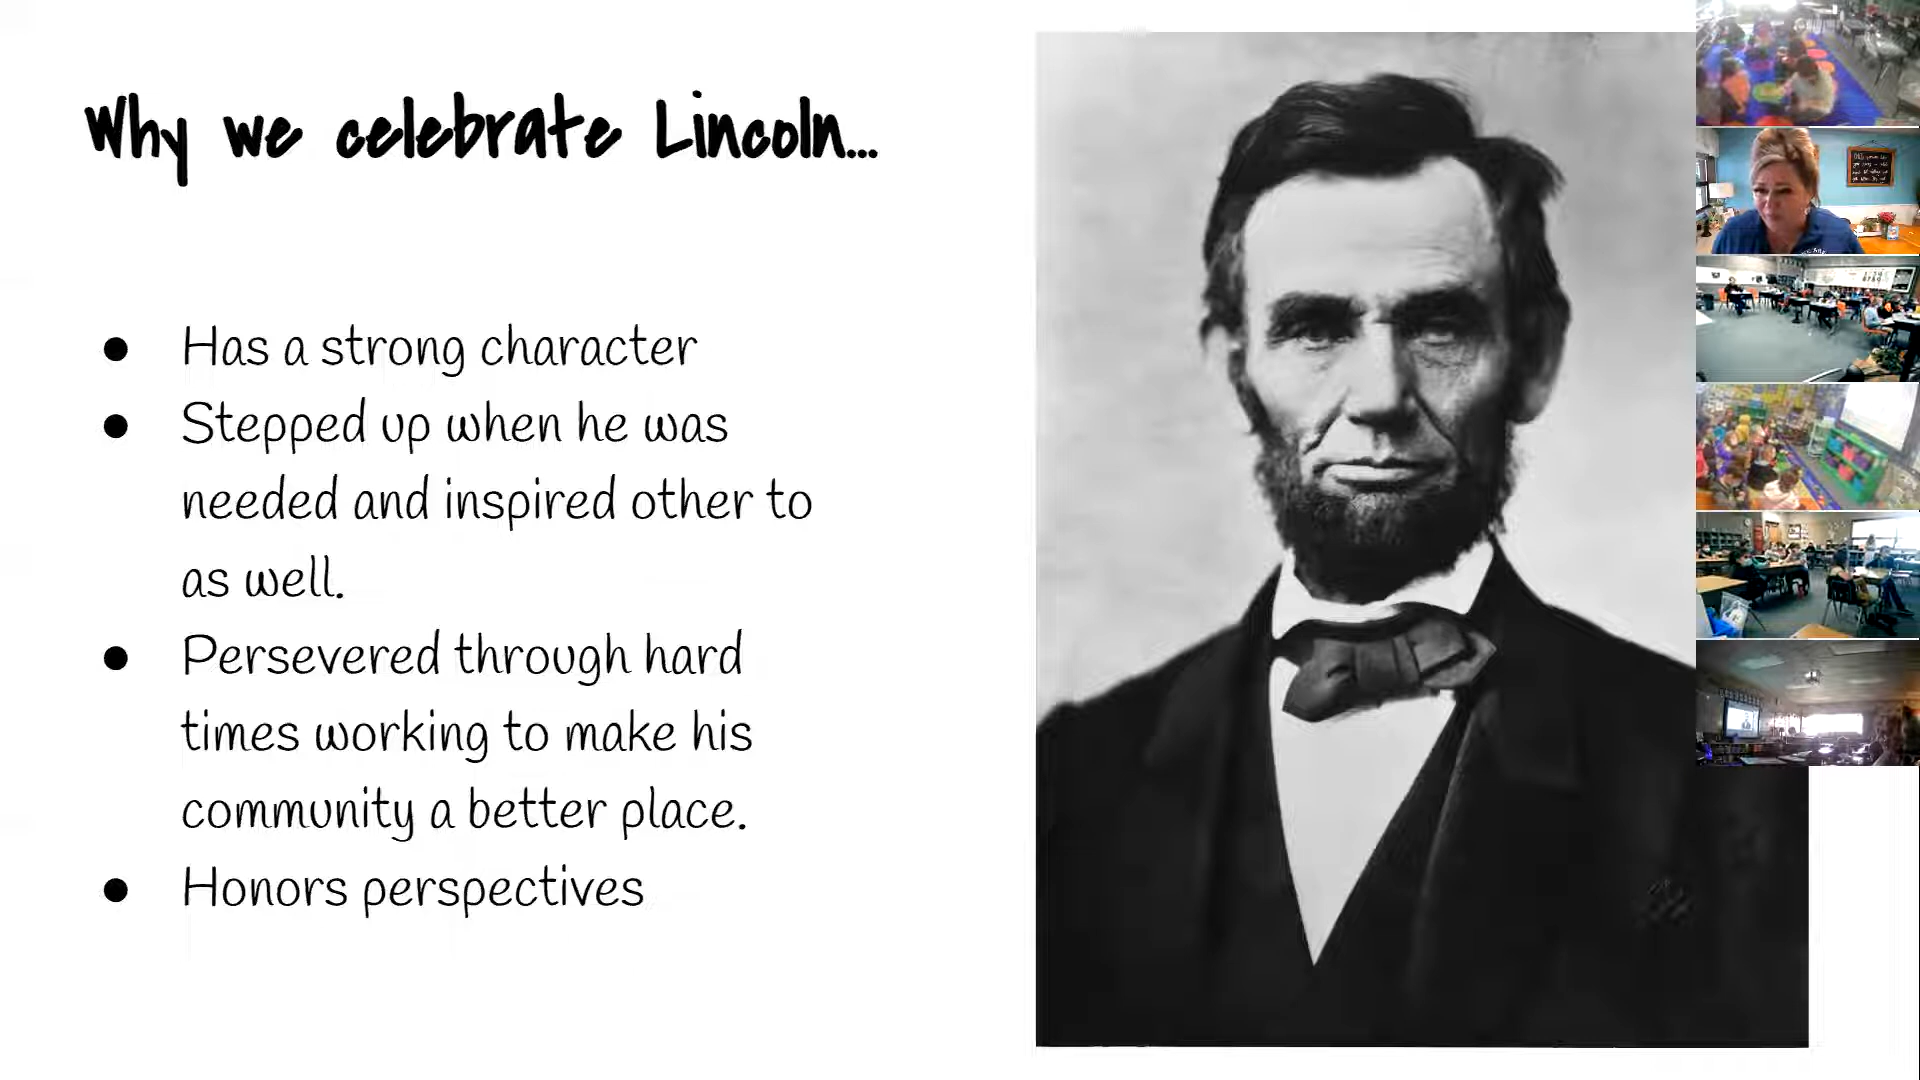 Why we celebrate Lincoln...
● Has a strong character
● Stepped up when he was
needed and inspired other to
as well.
● Persevered through hard
times working to make his
community a better place.
● Honors perspectives